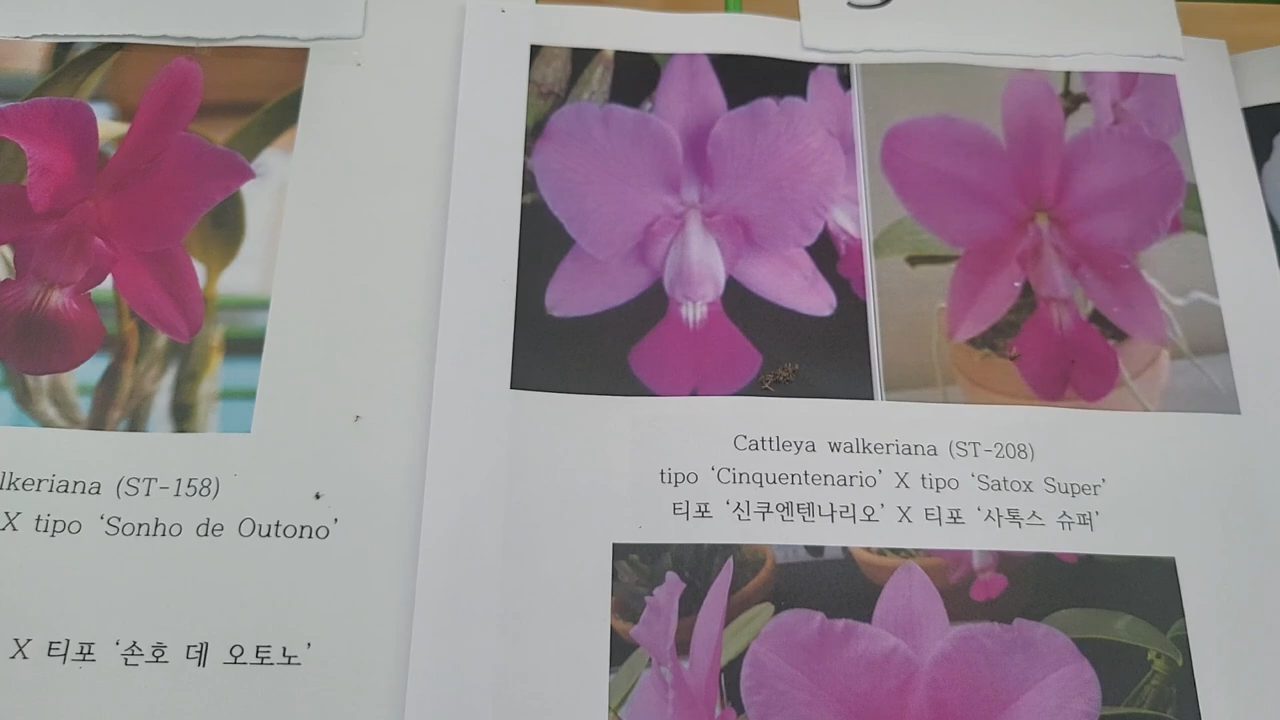 lkeriana (ST-158)
X tipo ‘Sonho de Outono’
X 티포 ‘손호 데 오토노’
Cattleya walkeriana (ST-208)
tipo ‘Cinquentenario’ X tipo ‘Satox Super’
티포 ‘신쿠엔텐나리오’ X 티포 ‘사톡스 슈퍼’